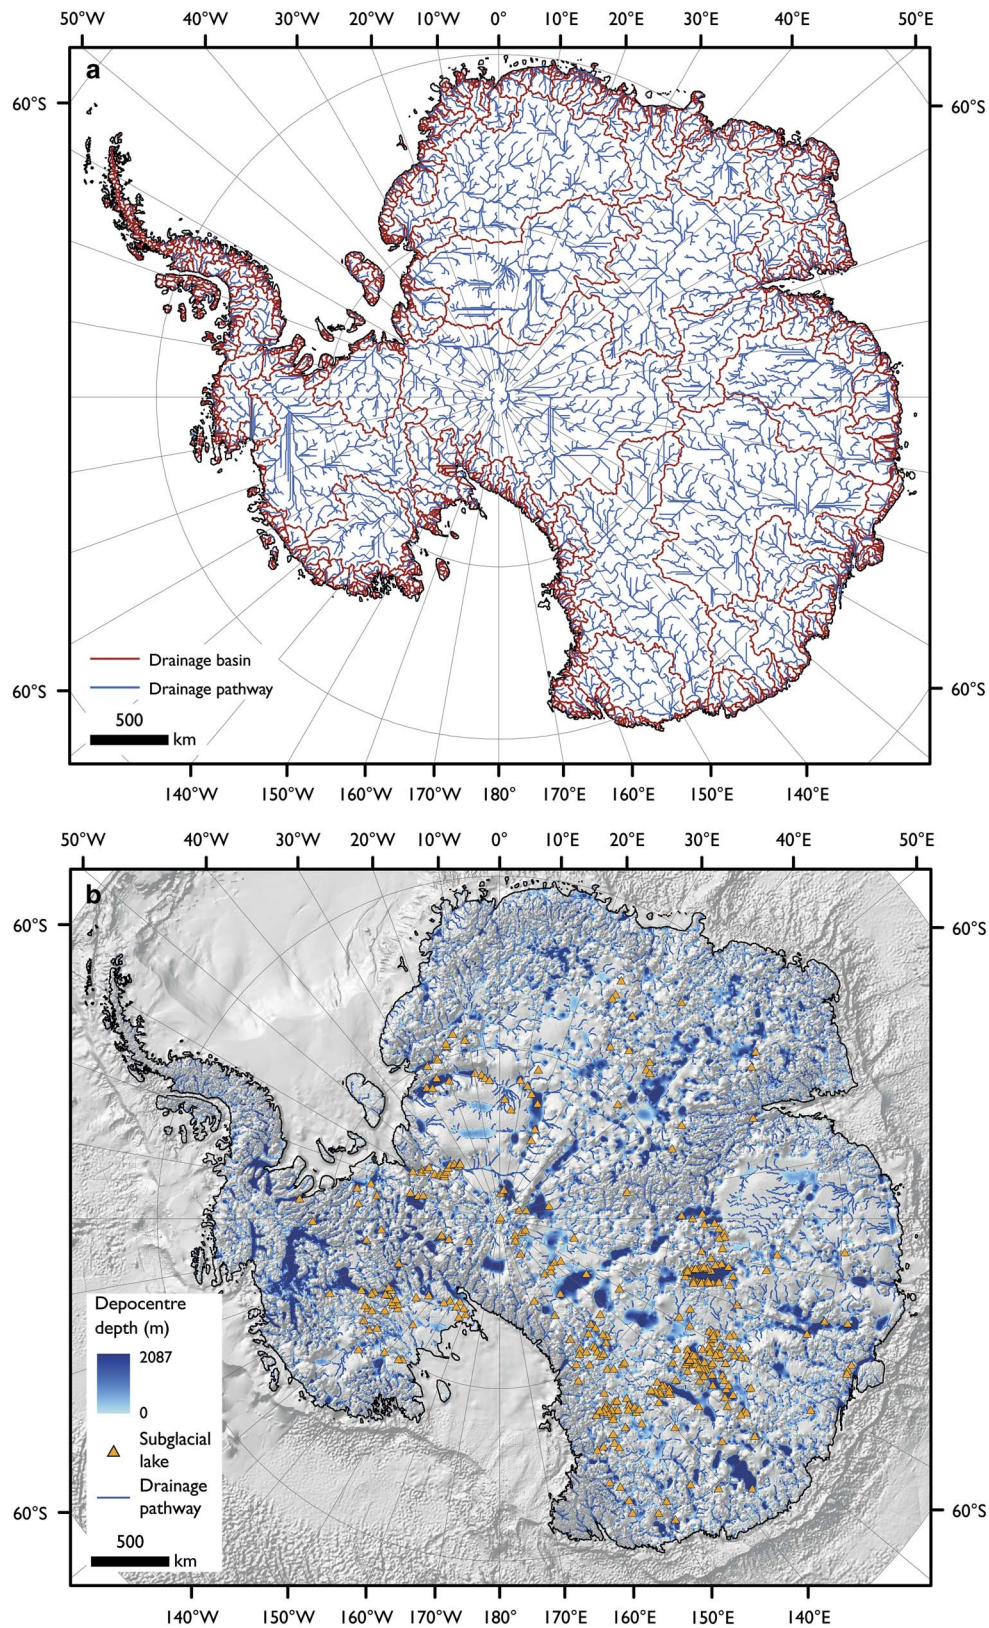 50°W 40°W 30°W 20°W 10°W 0° 10°E 20°E 30°E 40°E 50°E
a
60°S 60°S
Drainage basin
Drainage pathway
60°S 60°S
500
km
140°W 150°W 160°W 170°W 180° 170°E 160°E 150°E 140°E
50°W 40°W 30°W 20°W 10°W 0° 10°E 20°E 30°E 40°E 50°E
b
60°S 60°S
Depocentre
depth (m)
2087
0
Subglacial
lake
Drainage
pathway
60°S 60°S
500
km
140°W 150°W 160°W 170°W 180° 170°E 160°E 150°E 140°E